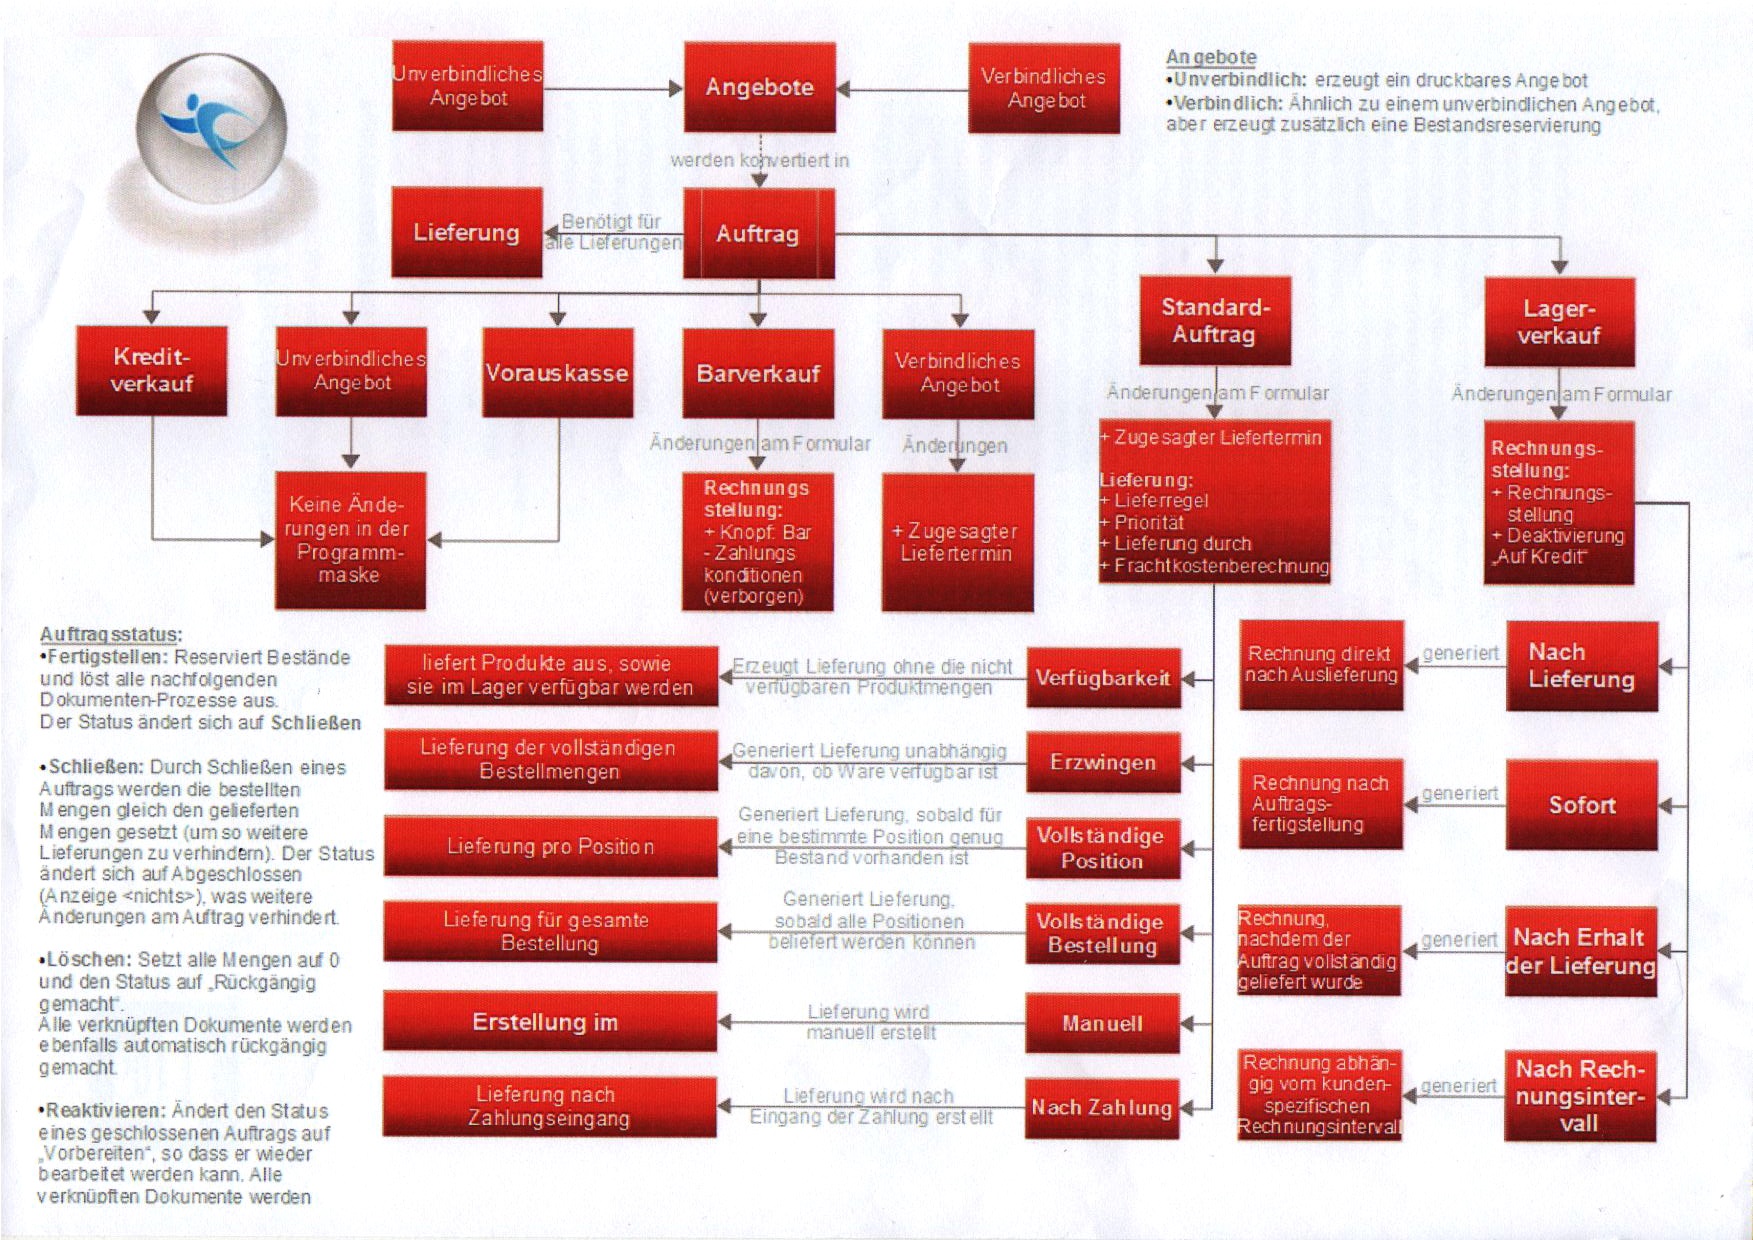 Unverbindliches
Angebot
Angebote
Verbindliches
Angebot
Angebote
•Unverbindlich: erzeugt ein druckbares Angebot
•Verbindlich: Ähnlich zu einem unverbindlichen Angebot,
aber erzeugt zusätzlich eine Bestandsreservierung
werden konvertiert in
Lieferung
Benötigt für
alle Lieferungen
Auftrag
Kredit-
verkauf
Unverbindliches
Angebot
Vorauskasse
Barverkauf
Verbindliches
Angebot
Standard-
Auftrag
Lager-
verkauf
Änderungen am Formular
Änderungen
Änderungen am Formular
Änderungen am Formular
Keine Ände-
rungen in der
Programm-
maske
Rechnungs
stellung:
+ Knopf: Bar
- Zahlungs
konditionen
(verborgen)
+ Zugesagter
Liefertermin
+ Zugesagter Liefertermin
Lieferung:
+ Lieferregel
+ Priorität
+ Lieferung durch
+ Frachtkostenberechnung
Rechnungs-
stellung:
+ Rechnungs-
stellung
+ Deaktivierung
„Auf Kredit“
Auftragsstatus:
•Fertigstellen: Reserviert Bestände
und löst alle nachfolgenden
Dokumenten-Prozesse aus.
Der Status ändert sich auf Schließen
•Schließen: Durch Schließen eines
Auftrags werden die bestellten
Mengen gleich den gelieferten
Mengen gesetzt (um so weitere
Lieferungen zu verhindern). Der Status
ändert sich auf Abgeschlossen
(Anzeige <nichts>), was weitere
Änderungen am Auftrag verhindert.
•Löschen: Setzt alle Mengen auf 0
und den Status auf „Rückgängig
gemacht“.
Alle verknüpften Dokumente werden
ebenfalls automatisch rückgängig
gemacht.
•Reaktivieren: Ändert den Status
eines geschlossenen Auftrags auf
„Vorbereiten“, so dass er wieder
bearbeitet werden kann. Alle
verknüpften Dokumente werden
liefert Produkte aus, sowie
sie im Lager verfügbar werden
Erzeugt Lieferung ohne die nicht
verfügbaren Produktmengen
Verfügbarkeit
Lieferung der vollständigen
Bestellmengen
Generiert Lieferung unabhängig
davon, ob Ware verfügbar ist
Erzwingen
Lieferung pro Position
Generiert Lieferung, sobald für
eine bestimmte Position genug
Bestand vorhanden ist
Vollständige
Position
Lieferung für gesamte
Bestellung
Generiert Lieferung,
sobald alle Positionen
beliefert werden können
Vollständige
Bestellung
Erstellung im
Lieferung wird
manuell erstellt
Manuell
Lieferung nach
Zahlungseingang
Lieferung wird nach
Eingang der Zahlung erstellt
Nach Zahlung
Rechnung direkt
nach Auslieferung
generiert
Nach
Lieferung
Rechnung nach
Auftrags-
fertigstellung
generiert
Sofort
Rechnung,
nachdem der
Auftrag vollständig
geliefert wurde
generiert
Nach Erhalt
der Lieferung
Rechnung abhän-
gig vom kunden-
spezifischen
Rechnungsintervall
generiert
Nach Rech-
nungsinter-
vall